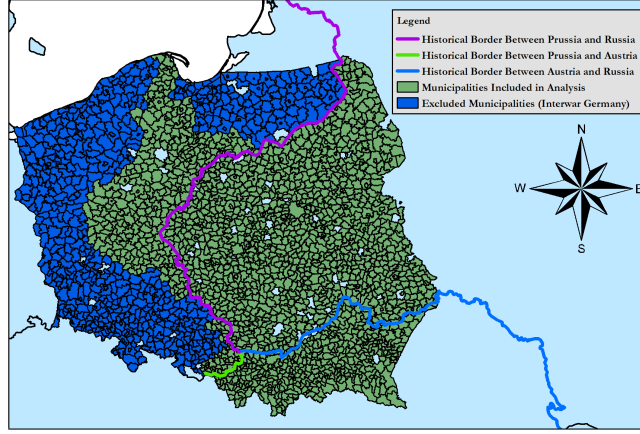 Legend
Historical Border Between Prussia and Russia
Historical Border Between Prussia and Austria
Historical Border Between Austria and Russia
Municipalities Included in Analysis
Excluded Municipalities (Interwar Germany)
N
W
E
S